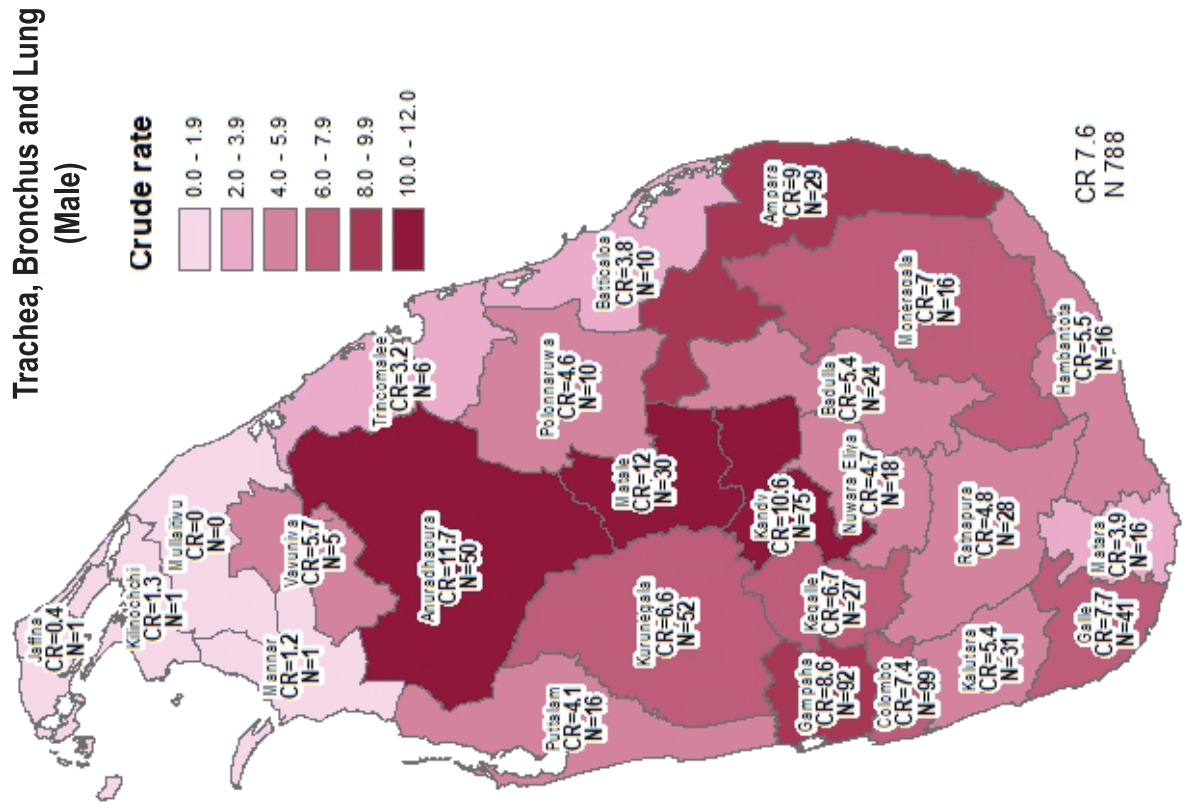 Trachea, Bronchus and Lung
(Male)
Crude rate
0.0 - 1.9
2.0 - 3.9
4.0 - 5.9
6.0 - 7.9
8.0 - 9.9
10.0 - 12.0
Jaffna
CR=0.4
N=1
Kilinochchi
CR=1.3
N=1
Mullaitivu
CR=0
N=0
Mannar
CR=1.2
N=1
Vavuniya
CR=5.7
N=5
Trincomalee
CR=3.2
N=6
Anuradhapura
CR=11.7
N=50
Polonnaruwa
CR=4.6
N=10
Batticaloa
CR=3.8
N=10
Puttalam
CR=4.1
N=16
Kurunegala
CR=6.6
N=52
Matale
CR=12
N=30
Ampara
CR=9
N=29
Kandy
CR=10.6
N=75
Gampaha
CR=8.6
N=92
Kegalle
CR=6.7
N=27
Nuwara Eliya
CR=4.7
N=18
Badulla
CR=5.4
N=24
Moneragala
CR=7
N=16
Colombo
CR=7.4
N=99
Kalutara
CR=5.4
N=31
Ratnapura
CR=4.8
N=28
Hambantota
CR=5.5
N=16
Galle
CR=7.7
N=41
Matara
CR=3.9
N=16
CR 7.6
N 788